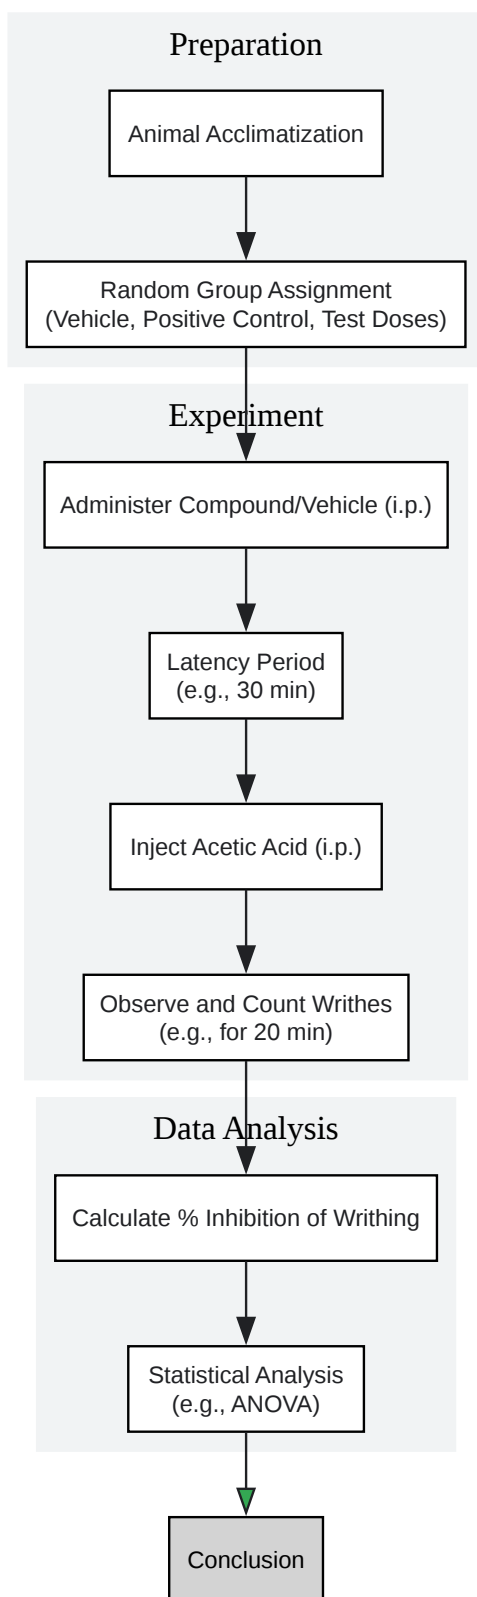 Preparation
Animal Acclimatization
Random Group Assignment
(Vehicle, Positive Control, Test Doses)
Experiment
Administer Compound/Vehicle (i.p.)
Latency Period
(e.g., 30 min)
Inject Acetic Acid (i.p.)
Observe and Count Writhes
(e.g., for 20 min)
Data Analysis
Calculate % Inhibition of Writhing
Statistical Analysis
(e.g., ANOVA)
Conclusion